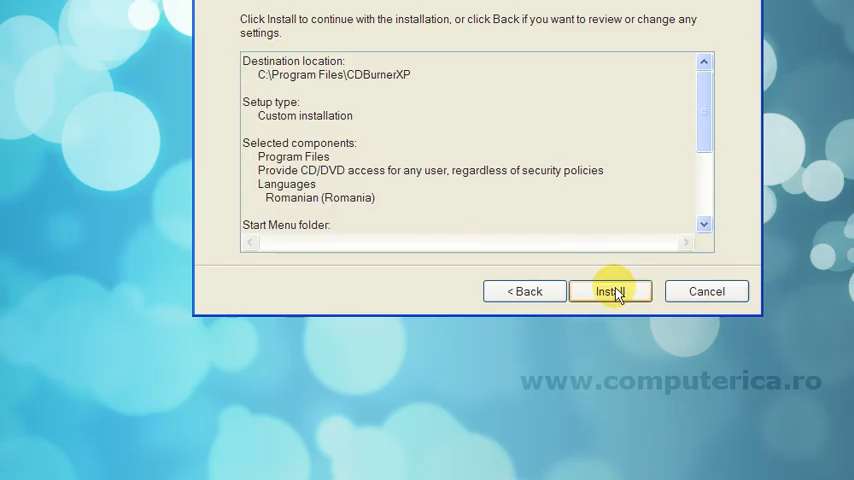 Click Install to continue with the installation, or click Back if you want to review or change any
settings.
Destination location:
C:\Program Files\CDBurnerXP
Setup type:
Custom installation
Selected components:
Program Files
Provide CD/DVD access for any user, regardless of security policies
Languages
Romanian (Romania)
Start Menu folder:
< Back
Install
Cancel
www.computerica.ro